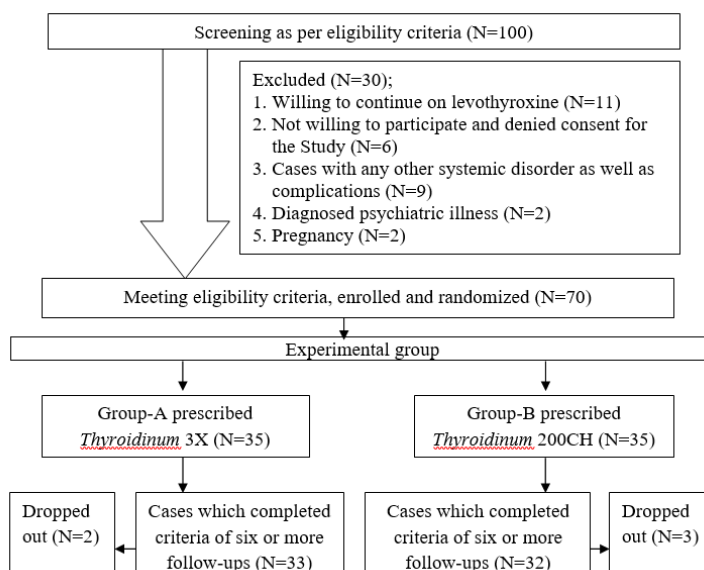 Screening as per eligibility criteria (N=100)
Excluded (N=30);
1. Willing to continue on levothyroxine (N=11)
2. Not willing to participate and denied consent for
the Study (N=6)
3. Cases with any other systemic disorder as well as
complications (N=9)
4. Diagnosed psychiatric illness (N=2)
5. Pregnancy (N=2)
Meeting eligibility criteria, enrolled and randomized (N=70)
Experimental group
Group-A prescribed
Thyroidinum 3X (N=35)
Group-B prescribed
Thyroidinum 200CH (N=35)
Dropped
out (N=2)
Cases which completed
criteria of six or more
follow-ups (N=33)
Cases which completed
criteria of six or more
follow-ups (N=32)
Dropped
out (N=3)